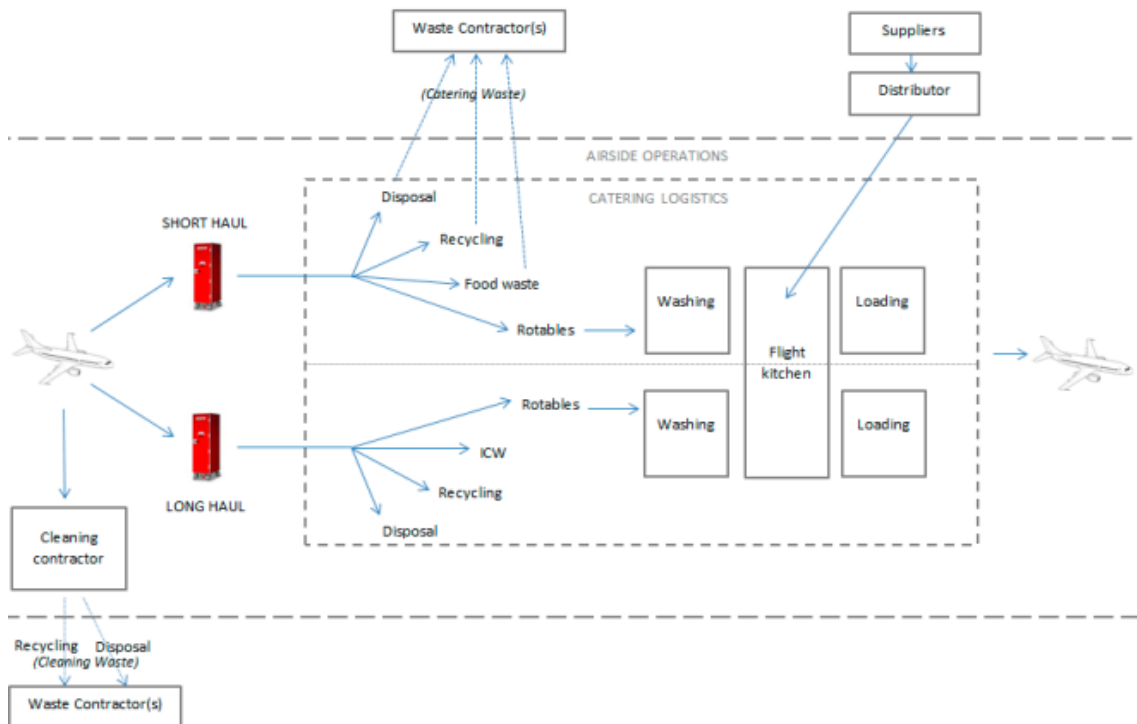 Waste Contractor(s)
Suppliers
(Catering Waste)
Distributor
AIRSIDE OPERATIONS
CATERING LOGISTICS
Disposal
SHORT HAUL
Recycling
Food waste
Washing
Loading
Rotables
Flight
kitchen
Rotables
Washing
Loading
ICW
Recycling
LONG HAUL
Disposal
Cleaning
contractor
Recycling
Disposal
(Cleaning Waste)
Waste Contractor(s)